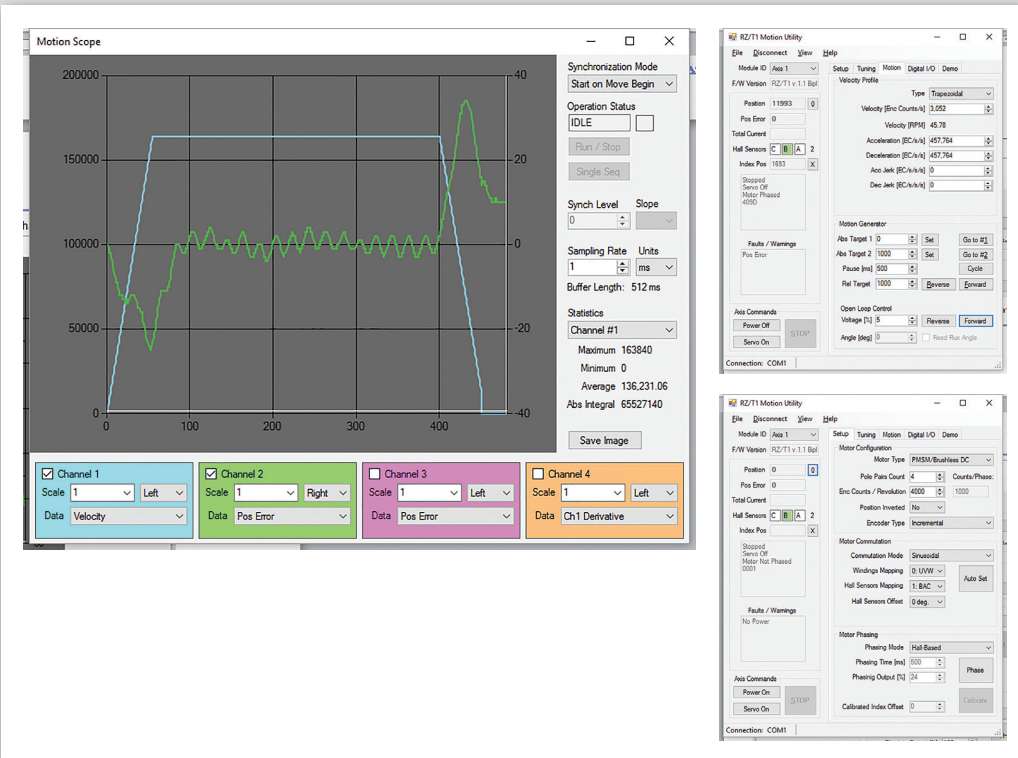 Motion Scope
200000
150000
100000
50000
0
40
20
0
-20
-40
0
100
200
300
400
Synchronization Mode
Start on Move Begin
Operation Status
IDLE
Run / Stop
Single Seq
Synch Level Slope
0
Sampling Rate Units
1 ms
Buffer Length: 512 ms
Statistics
Channel #1
Maximum 163840
Minimum 0
Average 136,231.06
Abs Integral 65527140
Save Image
Channel 1
Scale 1 Left
Data Velocity
Channel 2
Scale 1 Right
Data Pos Error
Channel 3
Scale 1 Left
Data Pos Error
Channel 4
Scale 1 Left
Data Ch1 Derivative
RZ/T1 Motion Utility
File Disconnect View Help
Module ID Axis 1
F/W Version RZ/T1 v.1.1 Bpl
Position 11993 0
Pos Error 0
Total Current
Hall Sensors C B A 2
Index Pos 1693 X
Stopped
Servo Off
Motor Phased
409D
Faults / Warnings
Pos Error
Axis Commands
Power Off
Servo On
STOP
Connection: COM1
Setup Tuning Motion Digital I/O Demo
Velocity Profile
Type Trapezoidal
Velocity [Enc Counts/s] 3,052
Velocity [RPM] 45.78
Acceleration [EC/s/s] 457,764
Deceleration [EC/s/s] 457,764
Acc Jerk [EC/s/s/s] 0
Dec Jerk [EC/s/s/s] 0
Motion Generator
Abs Target 1 0 Set Go to #1
Abs Target 2 1000 Set Go to #2
Pause [ms] 500 Cycle
Rel Target 1000 Reverse Forward
Open Loop Control
Voltage [%] 5 Reverse Forward
Angle [deg] 0 Fixed Flux Angle
RZ/T1 Motion Utility
File Disconnect View Help
Module ID Axis 1
F/W Version RZ/T1 v.1.1 Bpl
Position 0 0
Pos Error 0
Total Current
Hall Sensors C B A 2
Index Pos X
Stopped
Servo Off
Motor Not Phased
0001
Faults / Warnings
No Power
Axis Commands
Power On
Servo On
STOP
Connection: COM1
Setup Tuning Motion Digital I/O Demo
Motor Configuration
Motor Type PMSM/Brushless DC
Pole Pairs Count 4 Counts/Phase:
Enc Counts / Revolution 4000 1000
Position Inverted No
Encoder Type Incremental
Motor Commutation
Commutation Mode Sinusoidal
Windings Mapping 0: UVW
Hall Sensors Mapping 1: BAC
Auto Set
Hall Sensors Offset 0 deg.
Motor Phasing
Phasing Mode Hall-Based
Phasing Time [ms] 500
Phasinig Output [%] 24
Phase
Calibrated Index Offset 0
Calibrate